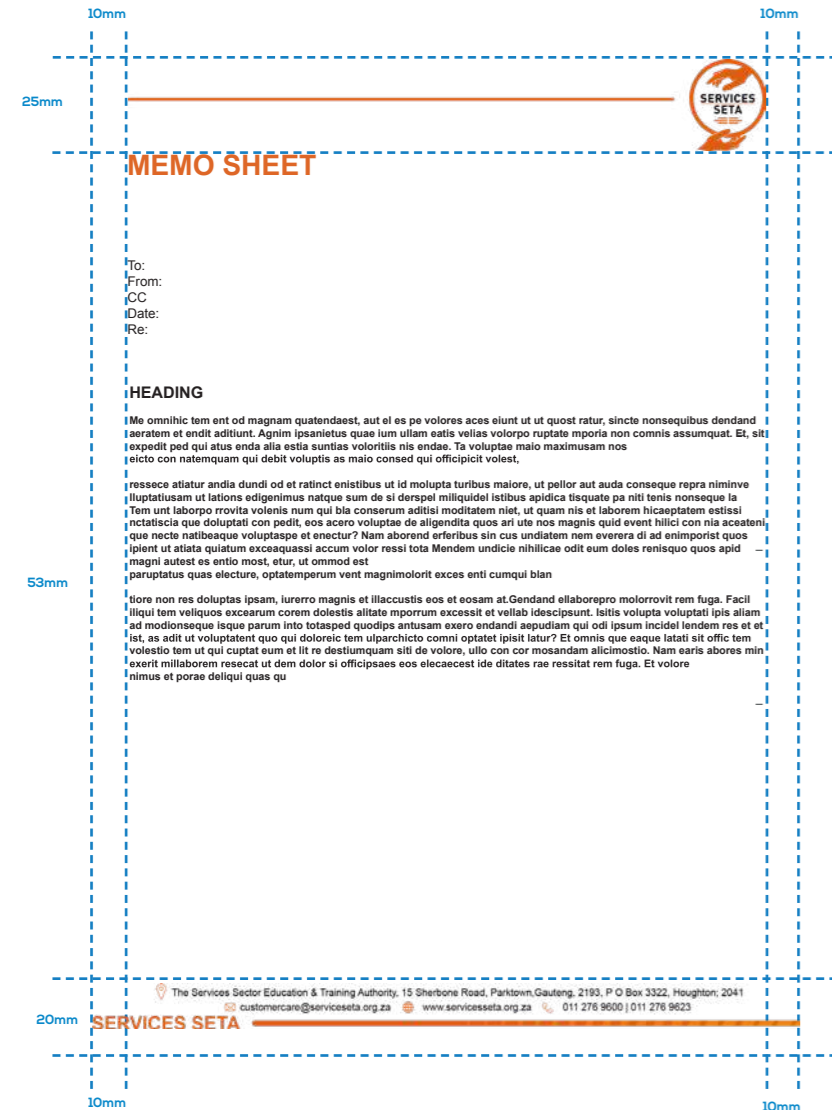 10mm
10mm
25mm
SERVICES
SETA
MEMO SHEET
To:
From:
CC
Date:
Re:
HEADING
Me omnihic tem ent od magnam quatendaest, aut el es pe volores aces eiunt ut ut quost ratur, sincte nonsequibus dendand
aeratem et endit aditiunt. Agnim ipsanietus quae ium ullam eatis velias volorpo ruptate mporia non comnis assumquat. Et, sit
expedit ped qui atus enda alia estia suntias voloritiis nis endae. Ta voluptae maio maximusam nos
eicto con natemquam qui debit voluptis as maio consed qui officipicit volest,
ressece atiatur andia dundi od et ratinct enistibus ut id molupta turibus maiore, ut pellor aut auda conseque repra niminve
lluptatiusam ut lations edigenimus natque sum de si derspel miliquidel istibus apidica tisquate pa niti tenis nonseque la
Tem unt laborpo rrovita volenis num qui bla conserum aditisi moditatem niet, ut quam nis et laborem hicaeptatem estissi
nctatiscia que doluptati con pedit, eos acero voluptae de aligendita quos ari ute nos magnis quid event hilici con nia aceateni
que necte natibeaque voluptaspe et enectur? Nam aborend erferibus sin cus undiatem nem everera di ad enimporist quos
ipient ut atiata quiatum exceaquassi accum volor ressi tota Mendem undicie nihilicae odit eum doles renisquo quos apid –
magni autest es entio most, etur, ut ommod est
paruptatus quas electure, optatemperum vent magnimolorit exces enti cumqui blan
53mm
tiore non res doluptas ipsam, iurerro magnis et illaccustis eos et eosam at.Gendand ellaborepro molorrovit rem fuga. Facil
iliqui tem veliquos excearum corem dolestis alitate mporrum excessit et vellab idescipsunt. Isitis volupta voluptati ipis aliam
ad modionseque isque parum into totasped quodips antusam exero endandi aepudiam qui odi ipsum incidel lendem res et et
ist, as adit ut voluptatent quo qui doloreic tem ulparchicto comni optatet ipisit latur? Et omnis que eaque latati sit offic tem
volestio tem ut qui cuptat eum et lit re destiumquam siti de volore, ullo con cor mosandam alicimostio. Nam earis abores min
exerit millaborem resecat ut dem dolor si officipsaes eos elecaecest ide ditates rae ressitat rem fuga. Et volore
nimus et porae deliqui quas qu
–
The Services Sector Education & Training Authority, 15 Sherbone Road, Parktown,Gauteng, 2193, P O Box 3322, Houghton; 2041
customercare@serviceseta.org.za www.servicesseta.org.za 011 276 9600 | 011 276 9623
20mm
SERVICES SETA
10mm
10mm